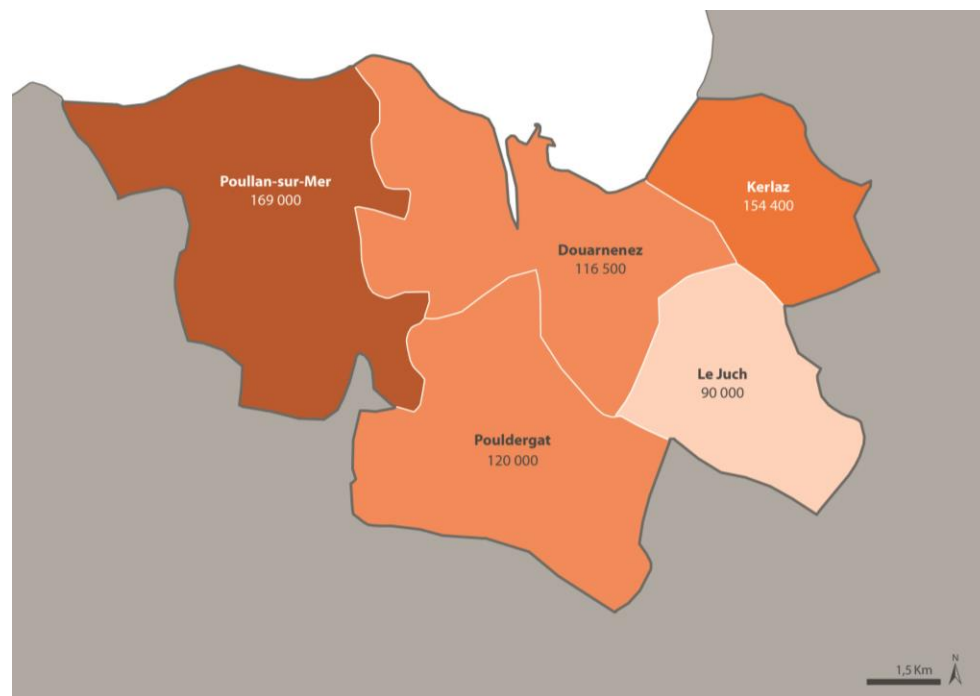 Poullan-sur-Mer
169 000
Kerlaz
154 400
Douarnenez
116 500
Le Juch
90 000
Pouldergat
120 000
1,5 Km
N